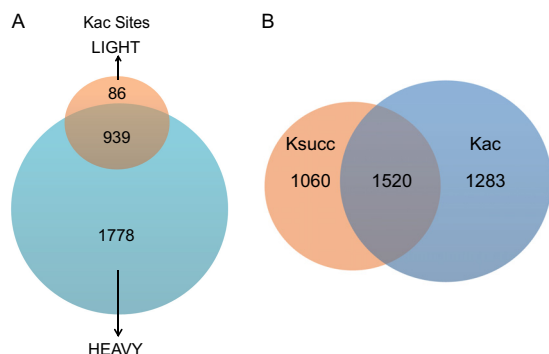 A
Kac Sites
LIGHT
86
939
1778
HEAVY
B
Ksucc
Kac
1060
1520
1283